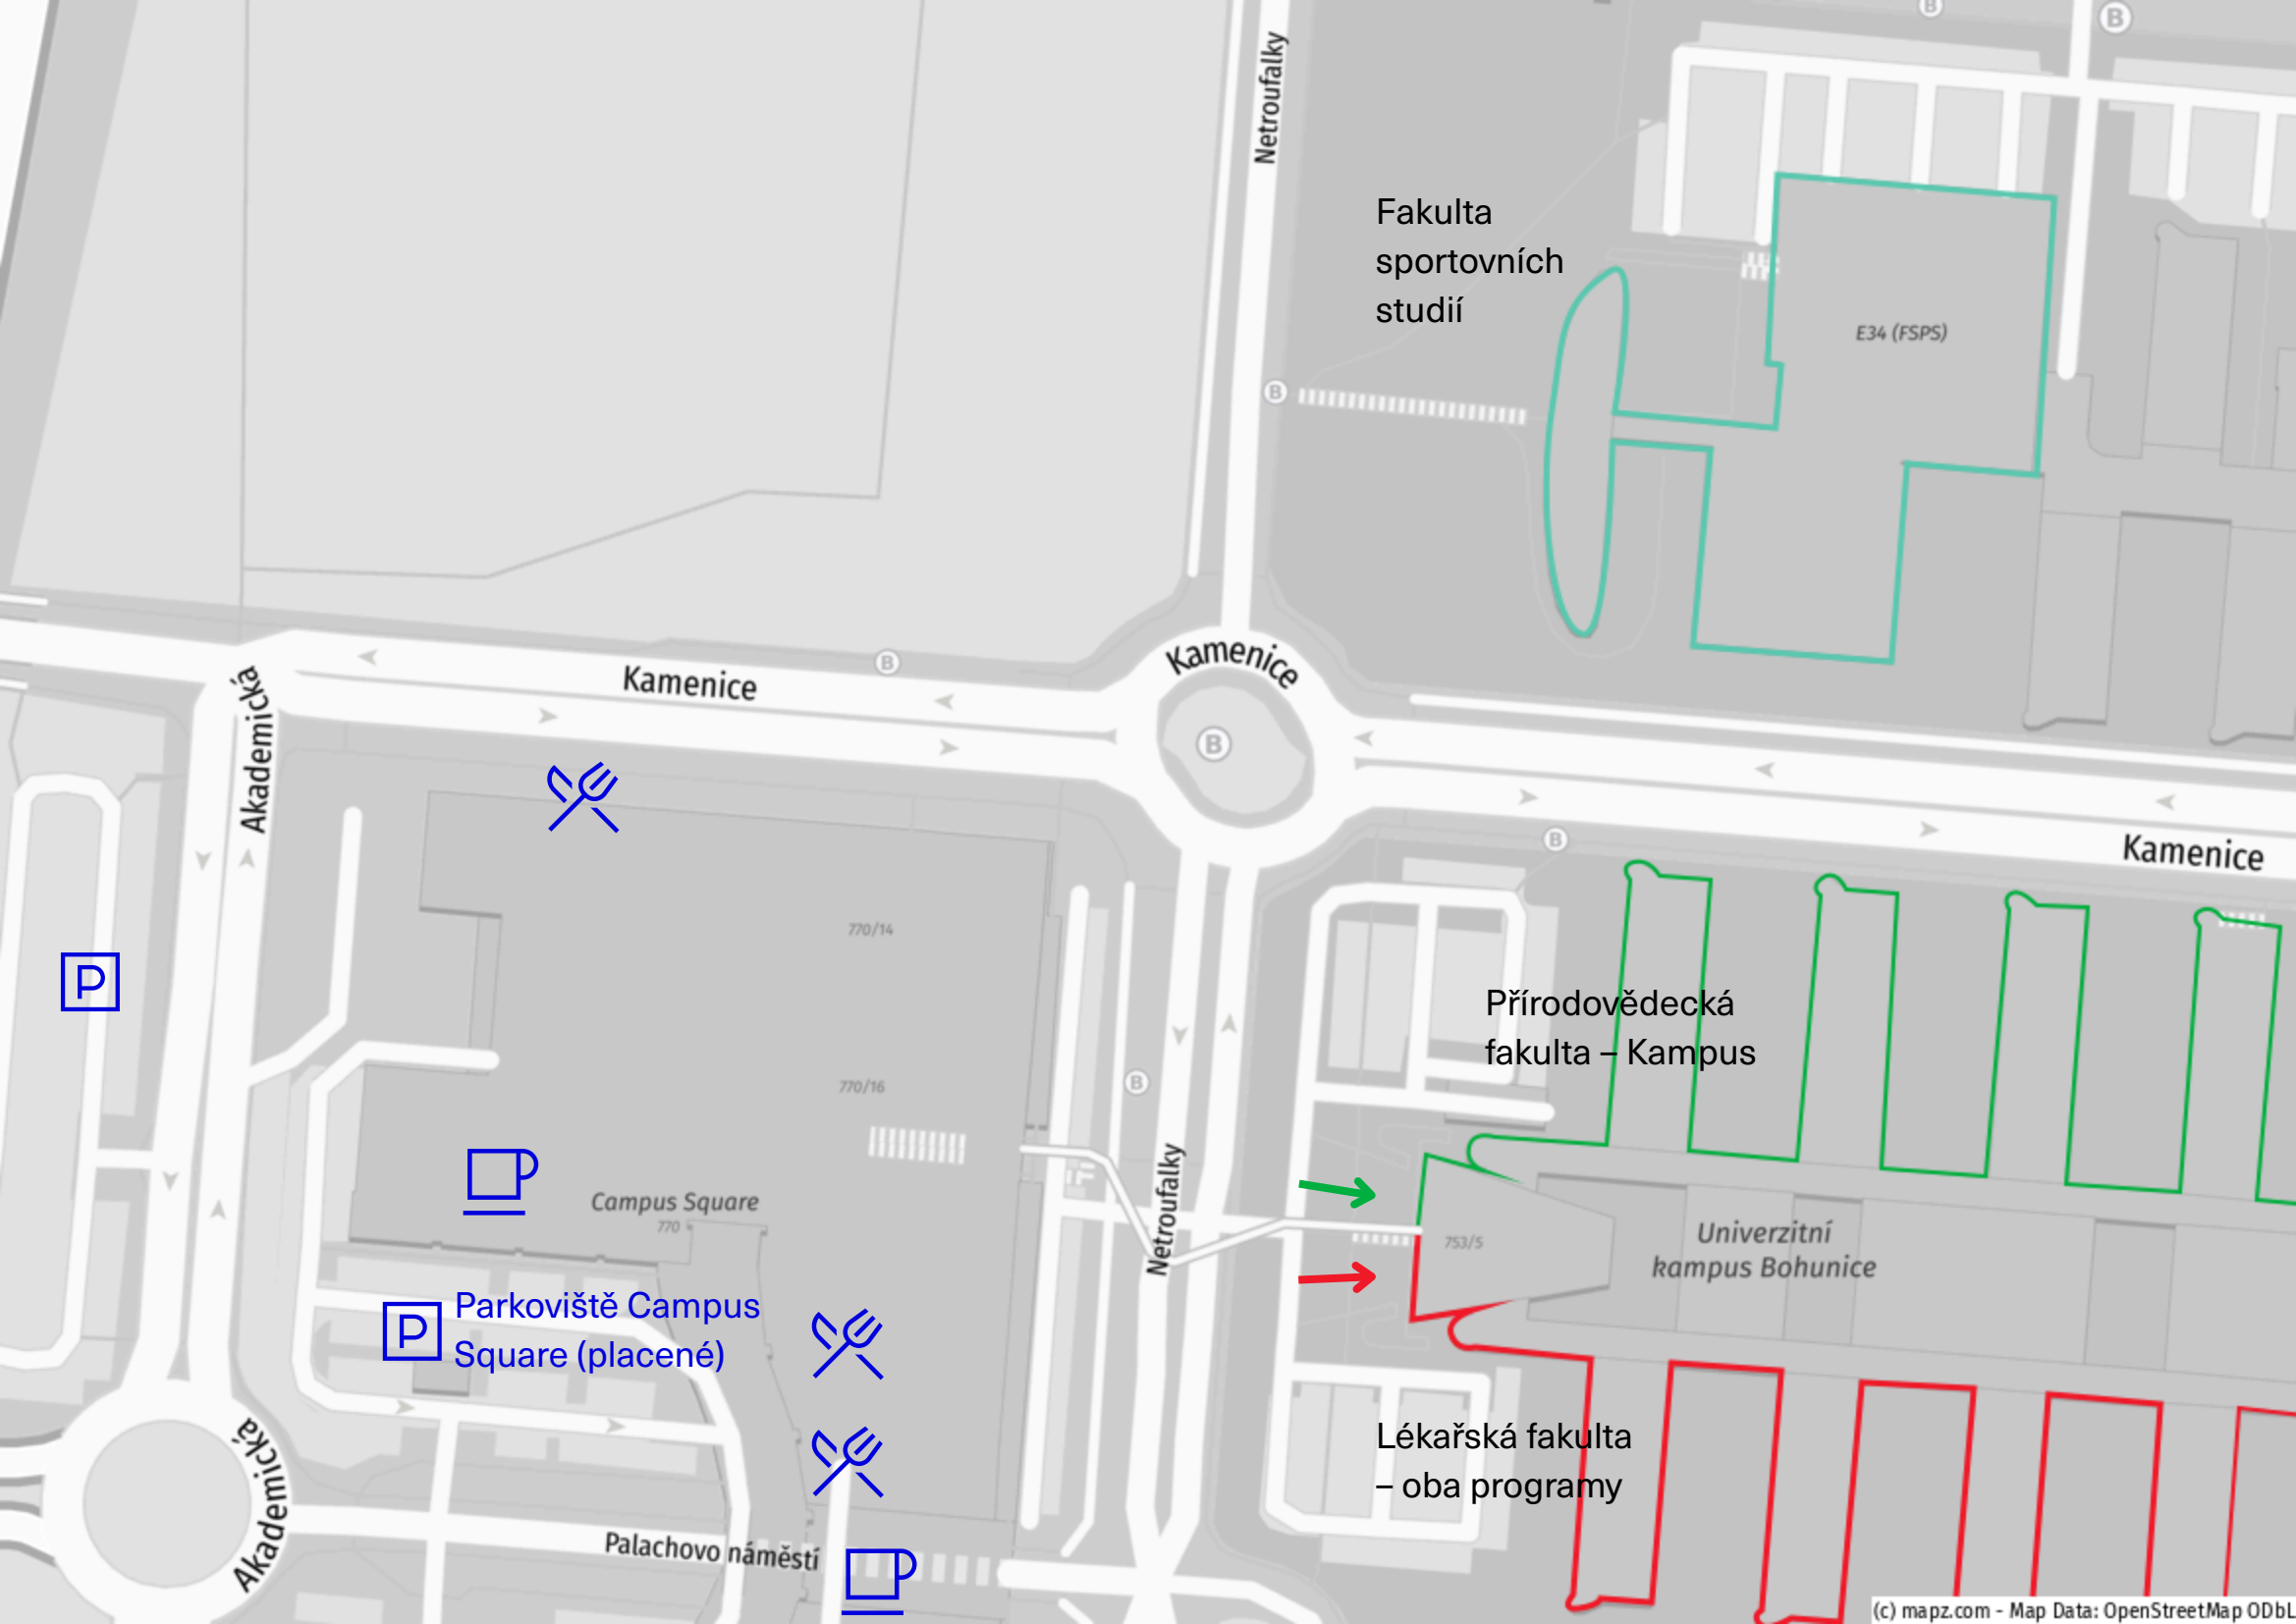 B
B
Netroufalky
Fakulta
sportovních
studií
E34 (FSPS)
B
Kamenice
B
Kamenice
B
Akademická
B
Kamenice
770/14
P
Přírodovědecká
fakulta – Kampus
770/16
B
Campus Square
770
Netroufalky
753/5
Univerzitní
kampus Bohunice
P
Parkoviště Campus
Square (placené)
Akademická
Lékařská fakulta
– oba programy
Palachovo náměstí
(c) mapz.com - Map Data: OpenStreetMap ODbL